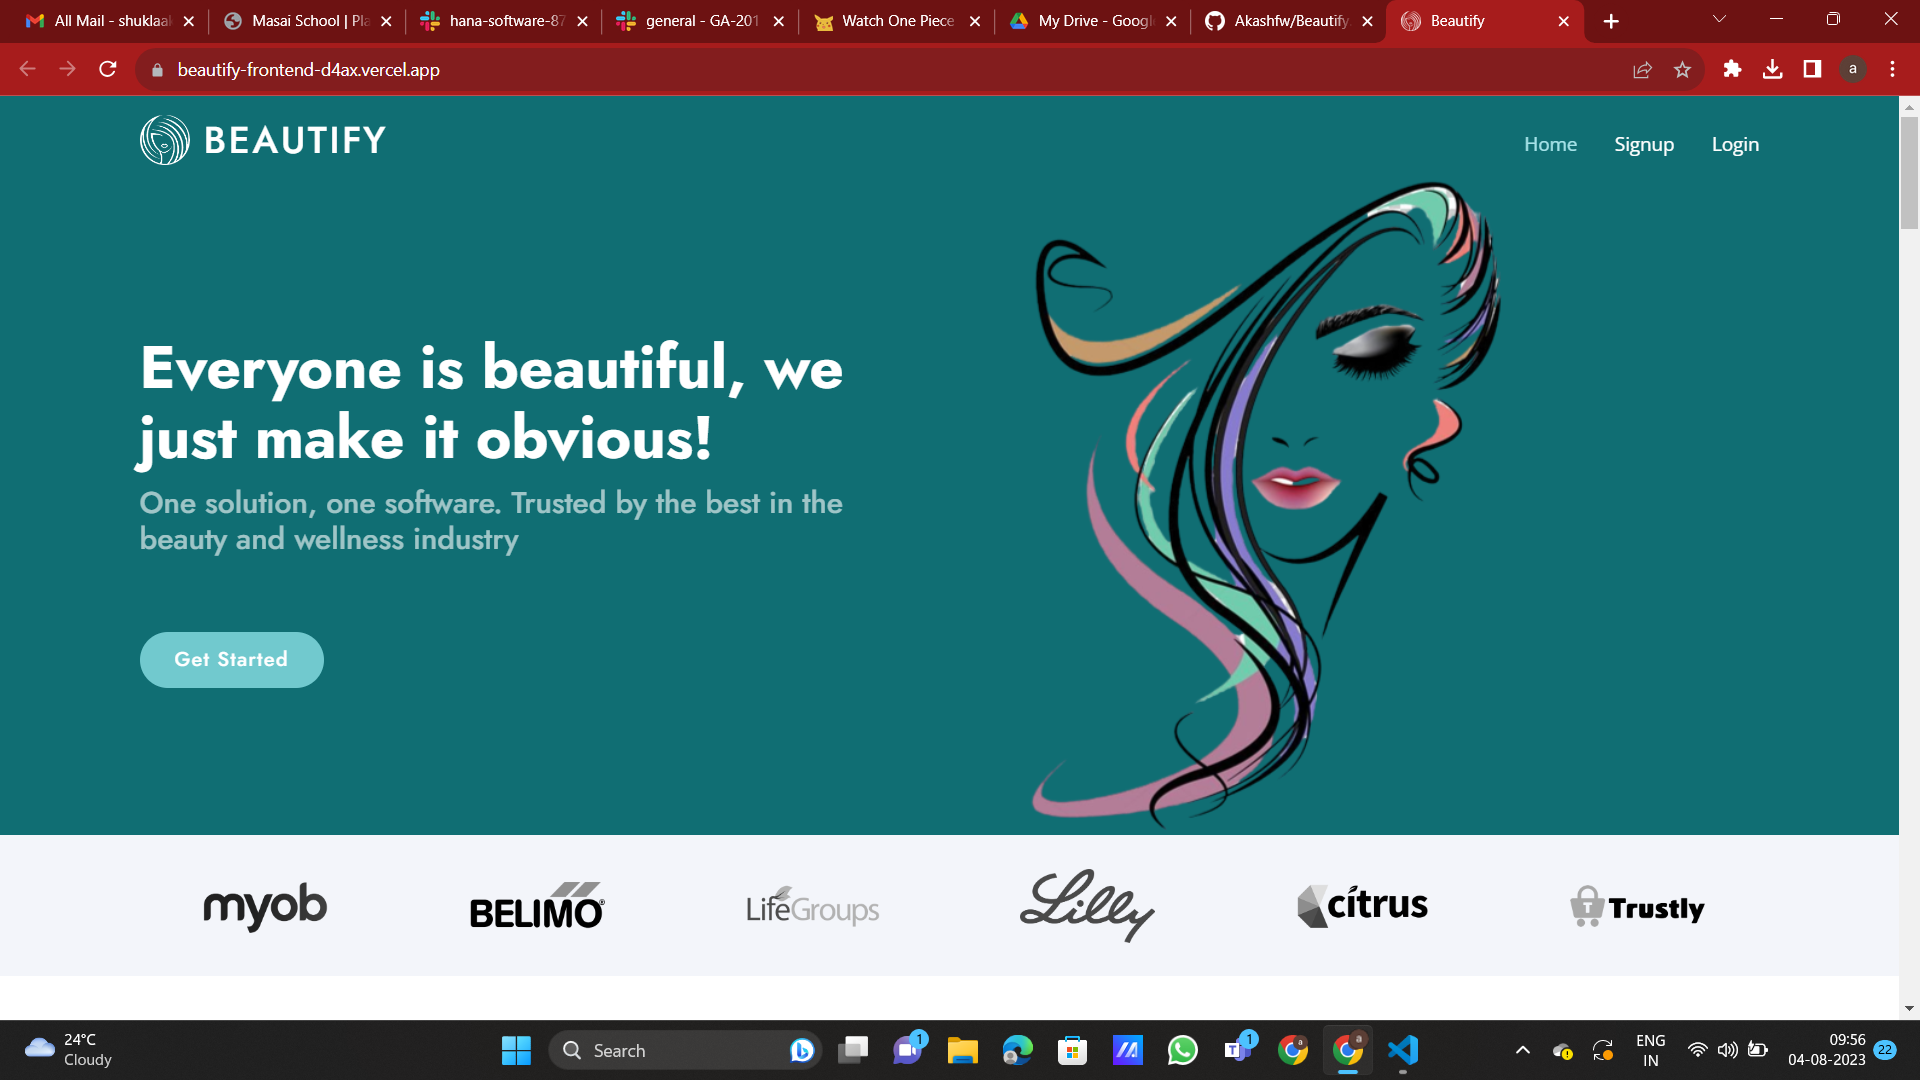 All Mail - shuklaa
Masai School | Pla
hana-software-87
general - GA-201
Watch One Piece
My Drive - Googl
Akashfw/Beautify
Beautify
beautify-frontend-d4ax.vercel.app
a
BEAUTIFY
Home
Signup
Login
Everyone is beautiful, we
just make it obvious!
One solution, one software. Trusted by the best in the
beauty and wellness industry
Get Started
myob
BELIMO®
LifeGroups
Lilly
citrus
T Trustly
24°C
Cloudy
Search
1
1
a
a
ENG
IN
09:56
04-08-2023
22